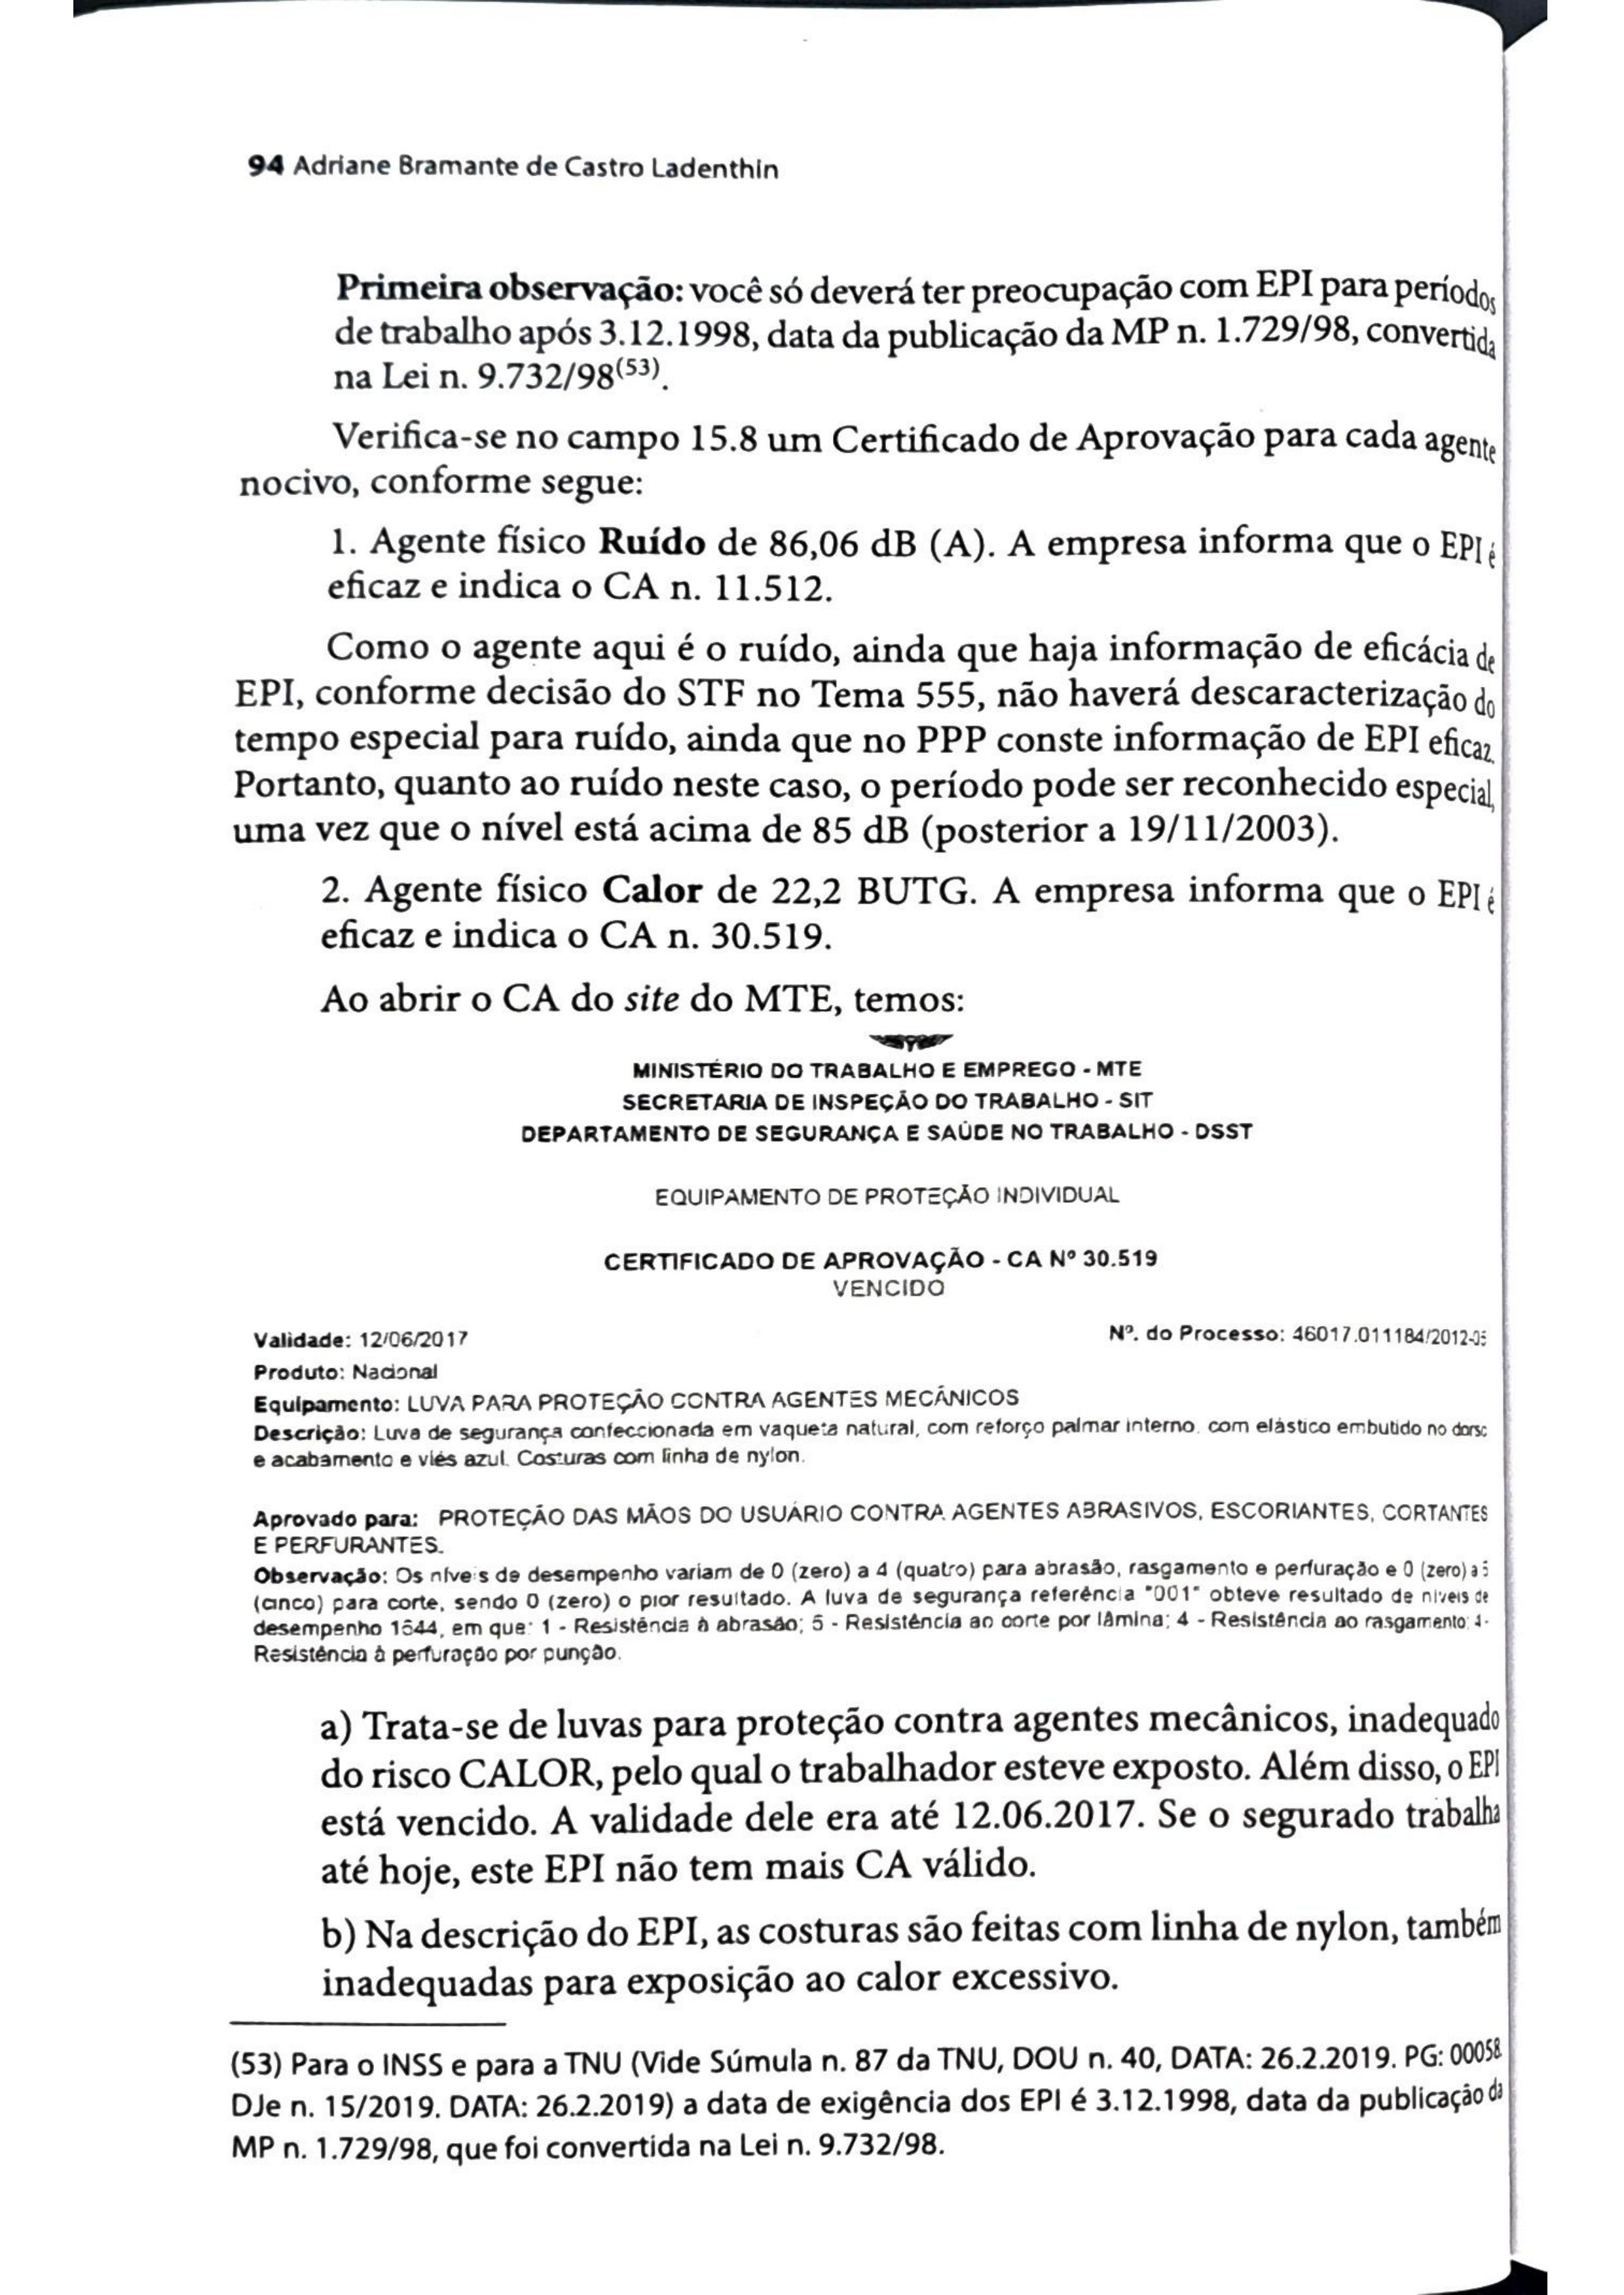 94 Adriane Bramante de Castro Ladenthin
Primeira observação: você só deverá ter preocupação com EPI para períodos
de trabalho após 3.12.1998, data da publicação da MP n. 1.729/98, convertida
na Lei n. 9.732/98(53).
Verifica-se no campo 15.8 um Certificado de Aprovação para cada agente
nocivo, conforme segue:
1. Agente físico Ruído de 86,06 dB (A). A empresa informa que o EPI é
eficaz e indica o CA n. 11.512.
Como o agente aqui é o ruído, ainda que haja informação de eficácia de
EPI, conforme decisão do STF no Tema 555, não haverá descaracterização do
tempo especial para ruído, ainda que no PPP conste informação de EPI eficaz.
Portanto, quanto ao ruído neste caso, o período pode ser reconhecido especial,
uma vez que o nível está acima de 85 dB (posterior a 19/11/2003).
2. Agente físico Calor de 22,2 BUTG. A empresa informa que o EPI é
eficaz e indica o CA n. 30.519.
Ao abrir o CA do site do MTE, temos:
MINISTÉRIO DO TRABALHO E EMPREGO - MTE
SECRETARIA DE INSPEÇÃO DO TRABALHO - SIT
DEPARTAMENTO DE SEGURANÇA E SAÚDE NO TRABALHO - DSST
EQUIPAMENTO DE PROTEÇÃO INDIVIDUAL
CERTIFICADO DE APROVAÇÃO - CA Nº 30.519
VENCIDO
Validade: 12/06/2017 Nº. do Processo: 46017.011184/2012-05
Produto: Nacional
Equipamento: LUVA PARA PROTEÇÃO CONTRA AGENTES MECÂNICOS
Descrição: Luva de segurança confeccionada em vaqueta natural, com reforço palmar interno, com elástico embutido no dorso
e acabamento e viés azul. Costuras com linha de nylon.
Aprovado para: PROTEÇÃO DAS MÃOS DO USUÁRIO CONTRA AGENTES ABRASIVOS, ESCORIANTES, CORTANTES
E PERFURANTES.
Observação: Os níveis de desempenho variam de 0 (zero) a 4 (quatro) para abrasão, rasgamento e perfuração e 0 (zero) a 5
(cinco) para corte, sendo 0 (zero) o pior resultado. A luva de segurança referência "001" obteve resultado de níveis de
desempenho 1544, em que: 1 - Resistência à abrasão; 5 - Resistência ao corte por lâmina; 4 - Resistência ao rasgamento; 4 -
Resistência à perfuração por punção.
a) Trata-se de luvas para proteção contra agentes mecânicos, inadequado
do risco CALOR, pelo qual o trabalhador esteve exposto. Além disso, o EPI
está vencido. A validade dele era até 12.06.2017. Se o segurado trabalha
até hoje, este EPI não tem mais CA válido.
b) Na descrição do EPI, as costuras são feitas com linha de nylon, também
inadequadas para exposição ao calor excessivo.
(53) Para o INSS e para a TNU (Vide Súmula n. 87 da TNU, DOU n. 40, DATA: 26.2.2019. PG: 00058.
DJe n. 15/2019. DATA: 26.2.2019) a data de exigência dos EPI é 3.12.1998, data da publicação da
MP n. 1.729/98, que foi convertida na Lei n. 9.732/98.